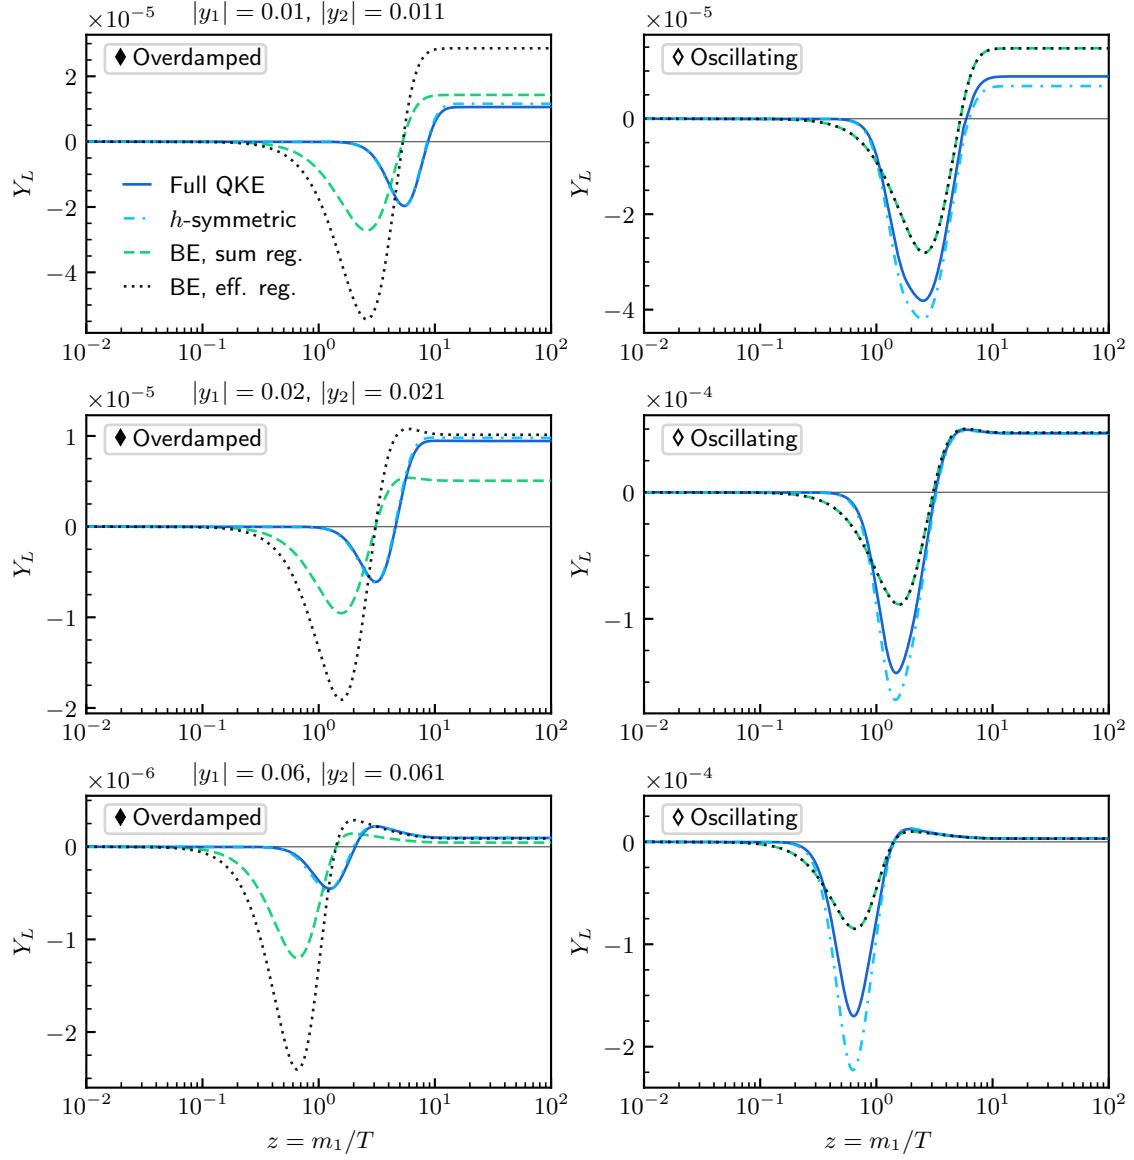 ×10⁻⁵ |y₁| = 0.01, |y₂| = 0.011
♦ Overdamped
2
0
−2
−4
Y_L
Full QKE
h-symmetric
BE, sum reg.
BE, eff. reg.
10⁻² 10⁻¹ 10⁰ 10¹ 10²
×10⁻⁵
◊ Oscillating
0
−2
−4
Y_L
10⁻² 10⁻¹ 10⁰ 10¹ 10²
×10⁻⁵ |y₁| = 0.02, |y₂| = 0.021
♦ Overdamped
1
0
−1
−2
Y_L
10⁻² 10⁻¹ 10⁰ 10¹ 10²
×10⁻⁴
◊ Oscillating
0
−1
Y_L
10⁻² 10⁻¹ 10⁰ 10¹ 10²
×10⁻⁶ |y₁| = 0.06, |y₂| = 0.061
♦ Overdamped
0
−1
−2
Y_L
10⁻² 10⁻¹ 10⁰ 10¹ 10²
z = m₁/T
×10⁻⁴
◊ Oscillating
0
−1
−2
Y_L
10⁻² 10⁻¹ 10⁰ 10¹ 10²
z = m₁/T